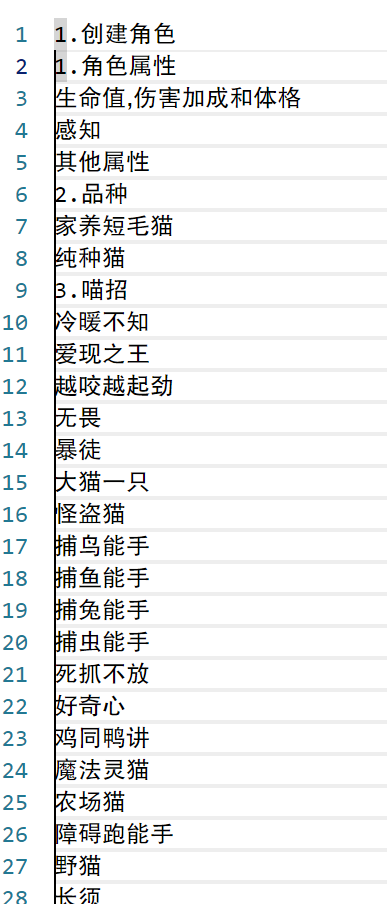 1 1.创建角色
2 1.角色属性
3 生命值,伤害加成和体格
4 感知
5 其他属性
6 2.品种
7 家养短毛猫
8 纯种猫
9 3.喵招
10 冷暖不知
11 爱现之王
12 越咬越起劲
13 无畏
14 暴徒
15 大猫一只
16 怪盗猫
17 捕鸟能手
18 捕鱼能手
19 捕兔能手
20 捕虫能手
21 死抓不放
22 好奇心
23 鸡同鸭讲
24 魔法灵猫
25 农场猫
26 障碍跑能手
27 野猫
28 长须